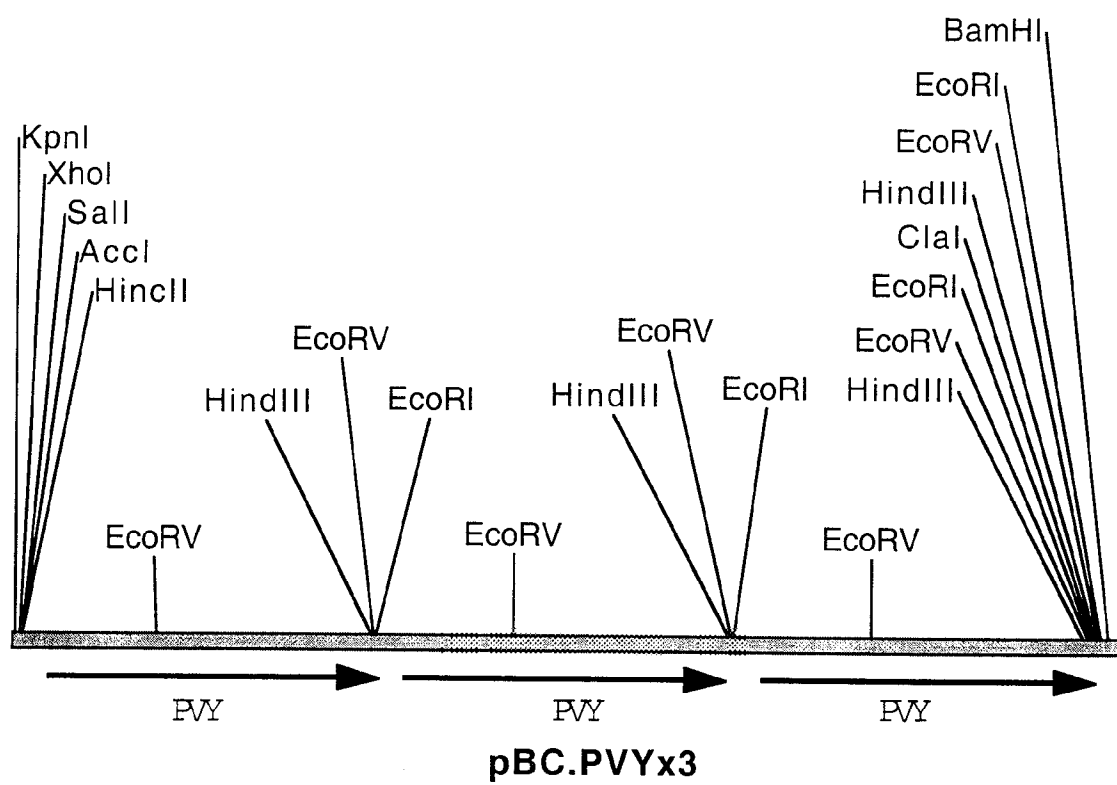 BamHI
EcoRI
EcoRV
HindIII
ClaI
EcoRI
EcoRV
HindIII
KpnI
XhoI
SalI
AccI
HincII
EcoRV
HindIII
EcoRI
EcoRV
HindIII
EcoRI
EcoRV
EcoRV
EcoRV
PVY
PVY
PVY
pBC.PVYx3